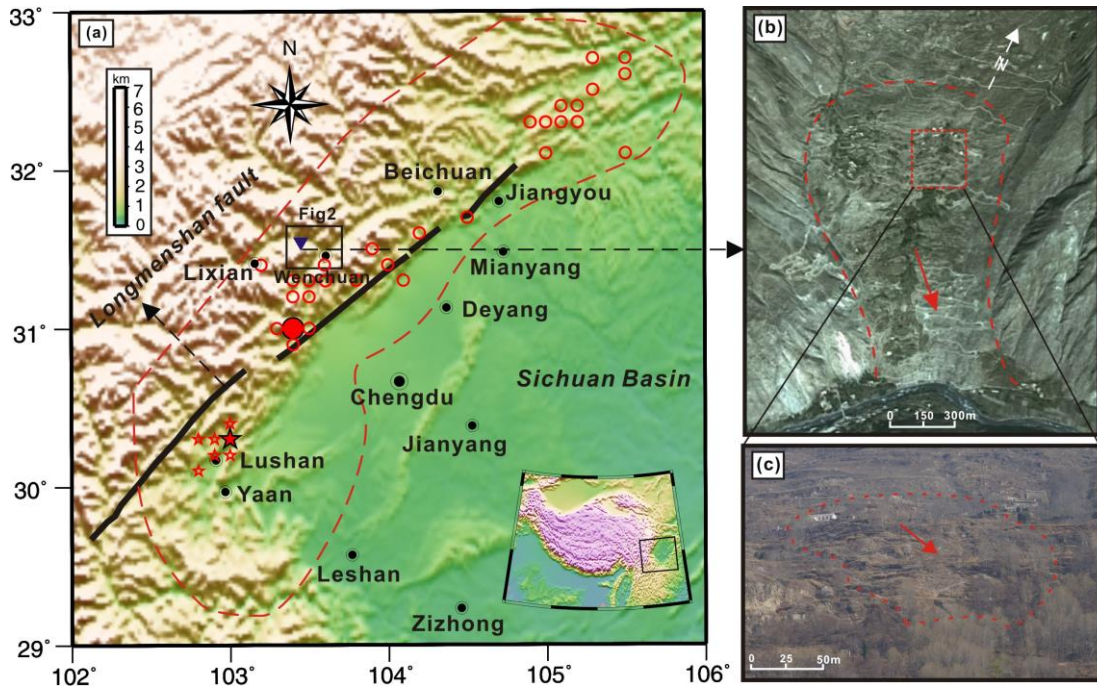 (a)
33°
32°
31°
30°
29°
102
103
104
105
106
km
7
6
5
4
3
2
1
0
N
Beichuan
Jiangyou
Longmenshan fault
Fig2
Lixian
Wenchuan
Mianyang
Deyang
Sichuan Basin
Chengdu
Jianyang
Lushan
Yaan
Leshan
Zizhong
(b)
N
0 150 300m
(c)
0 25 50m